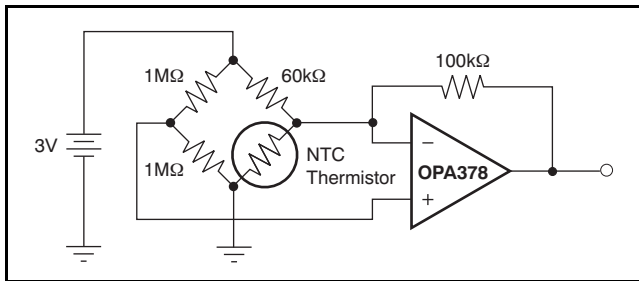 1MΩ
60kΩ
100kΩ
3V
1MΩ
NTC
Thermistor
−
OPA378
+